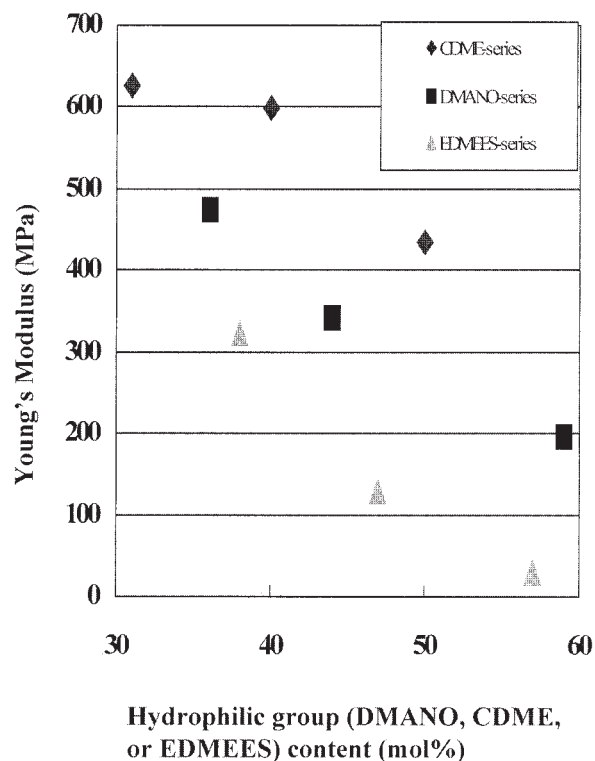 700
600
500
400
300
200
100
0
Young's Modulus (MPa)
CDME-series
DMANO-series
EDMEES-series
30 40 50 60
Hydrophilic group (DMANO, CDME,
or EDMEES) content (mol%)